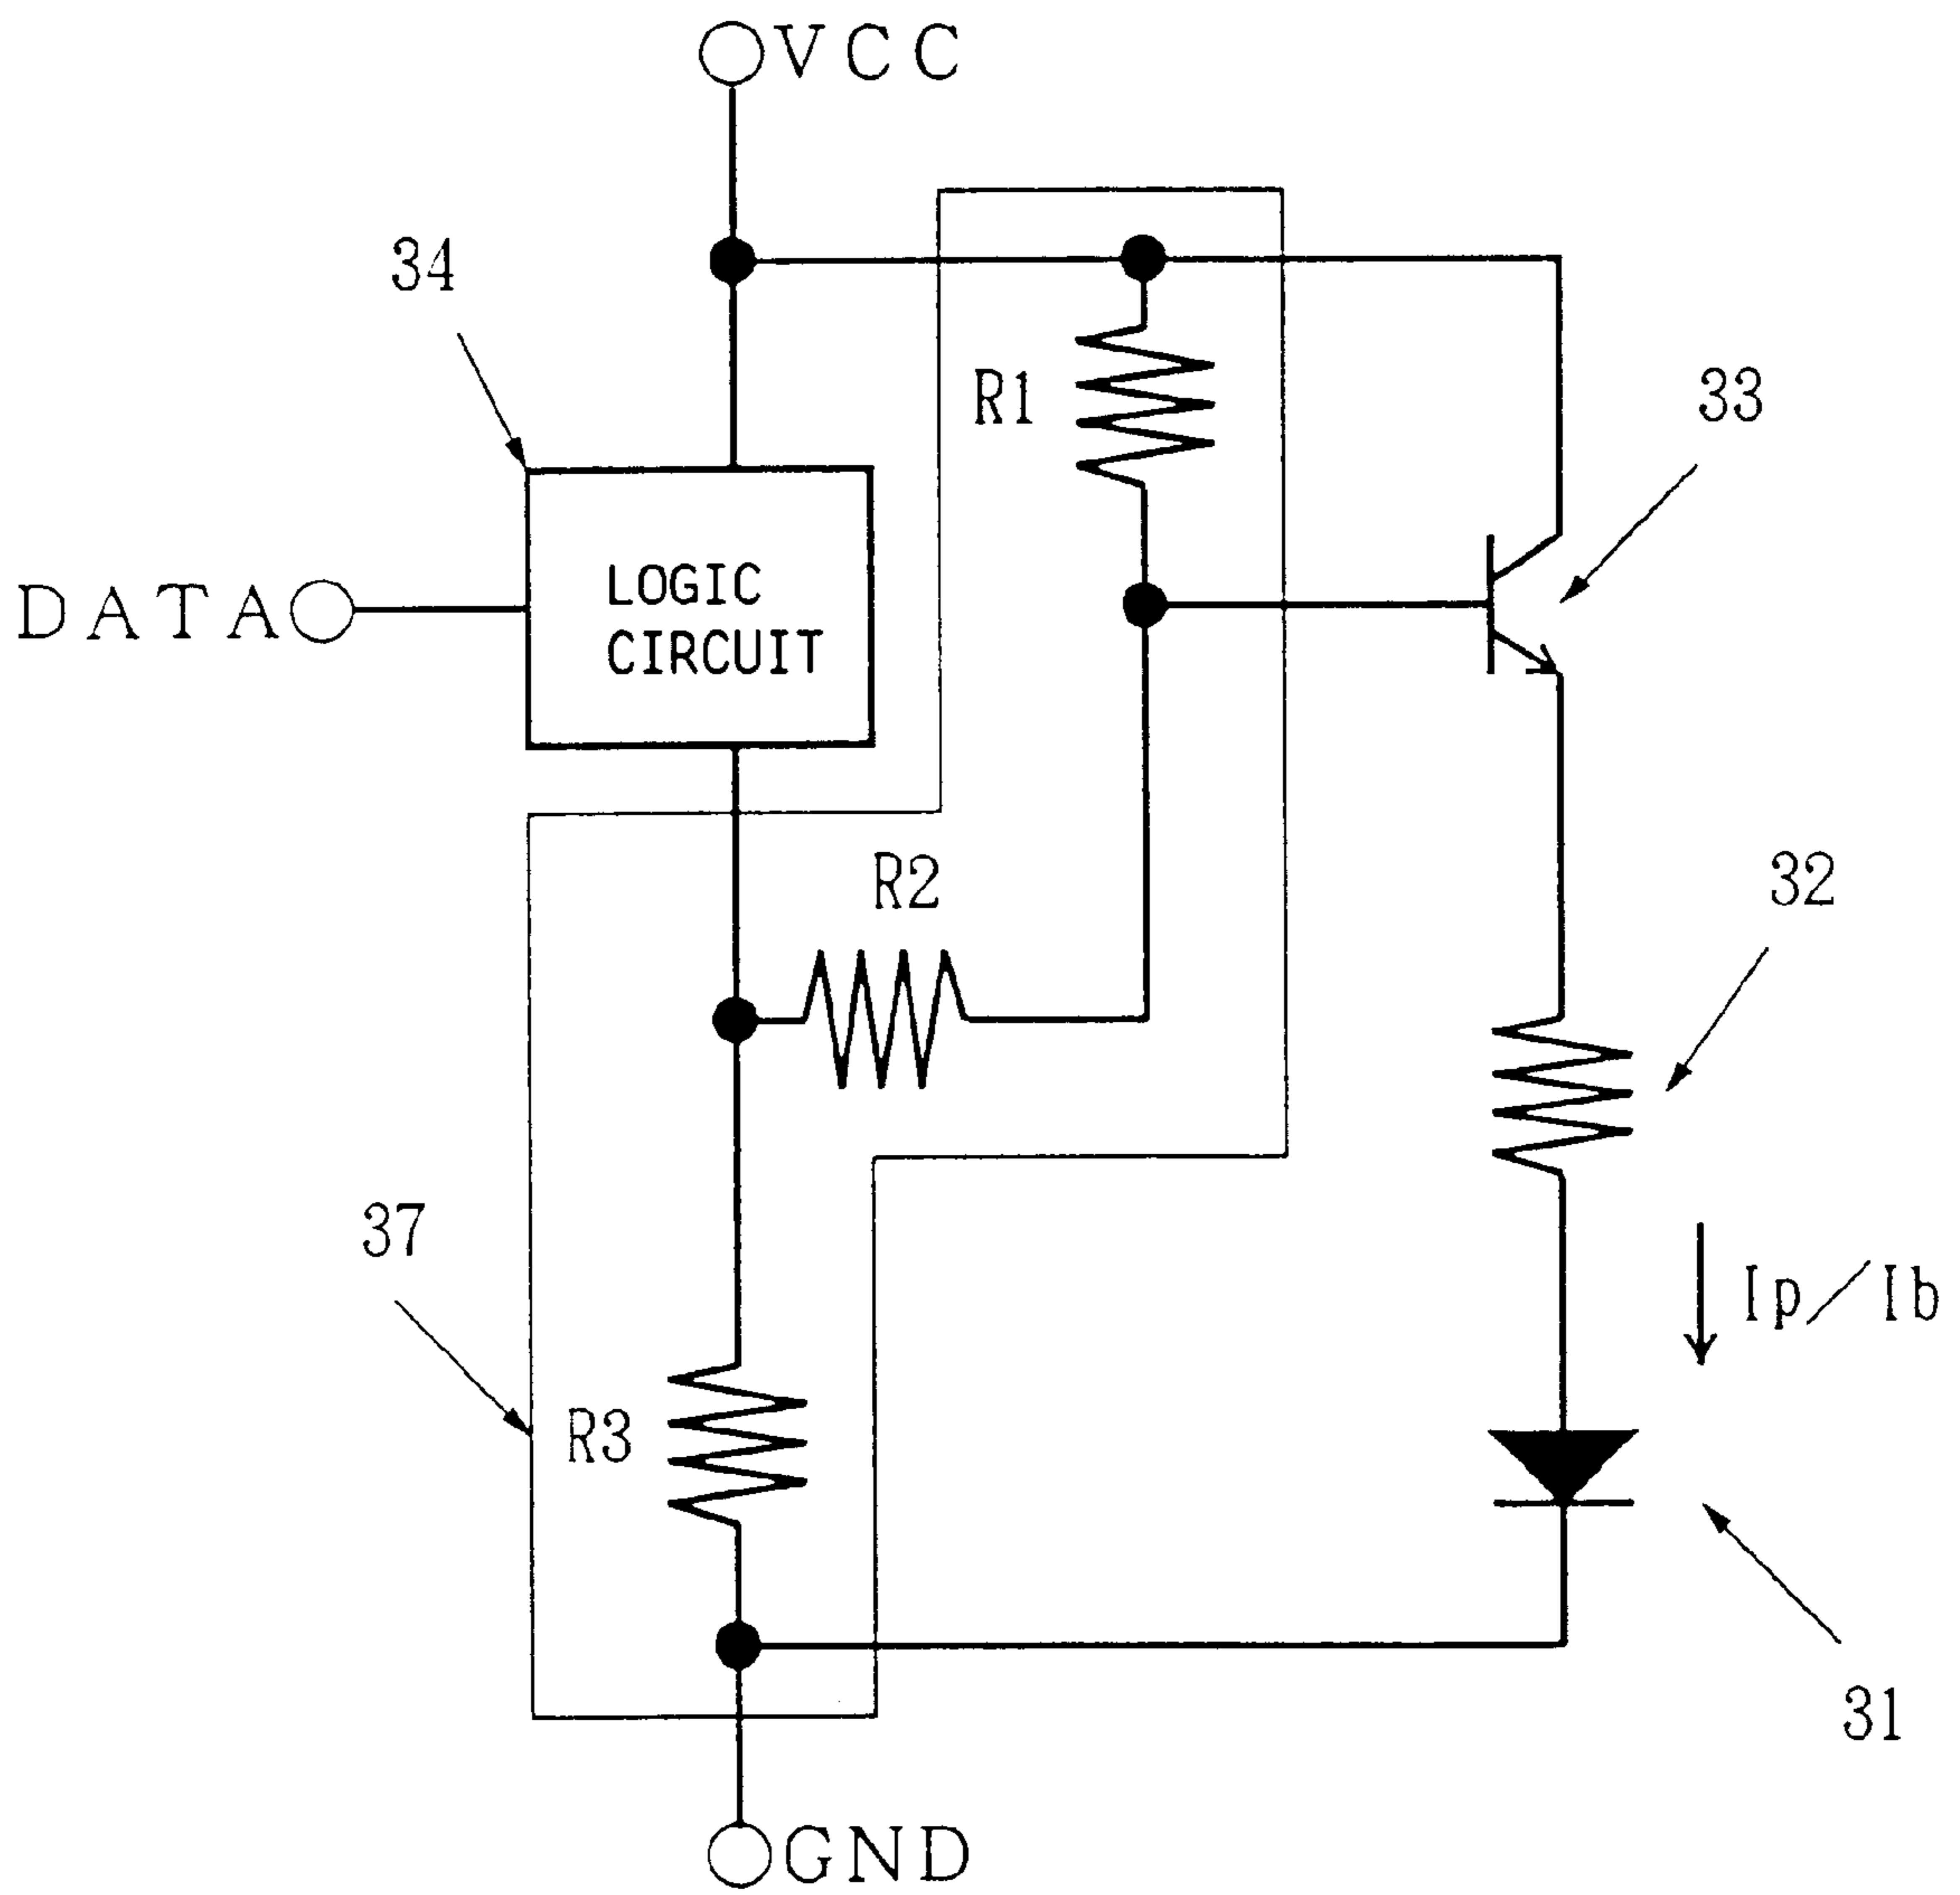 VCC
34
R1
33
DATA
LOGIC
CIRCUIT
R2
32
37
Ip/Ib
R3
31
GND